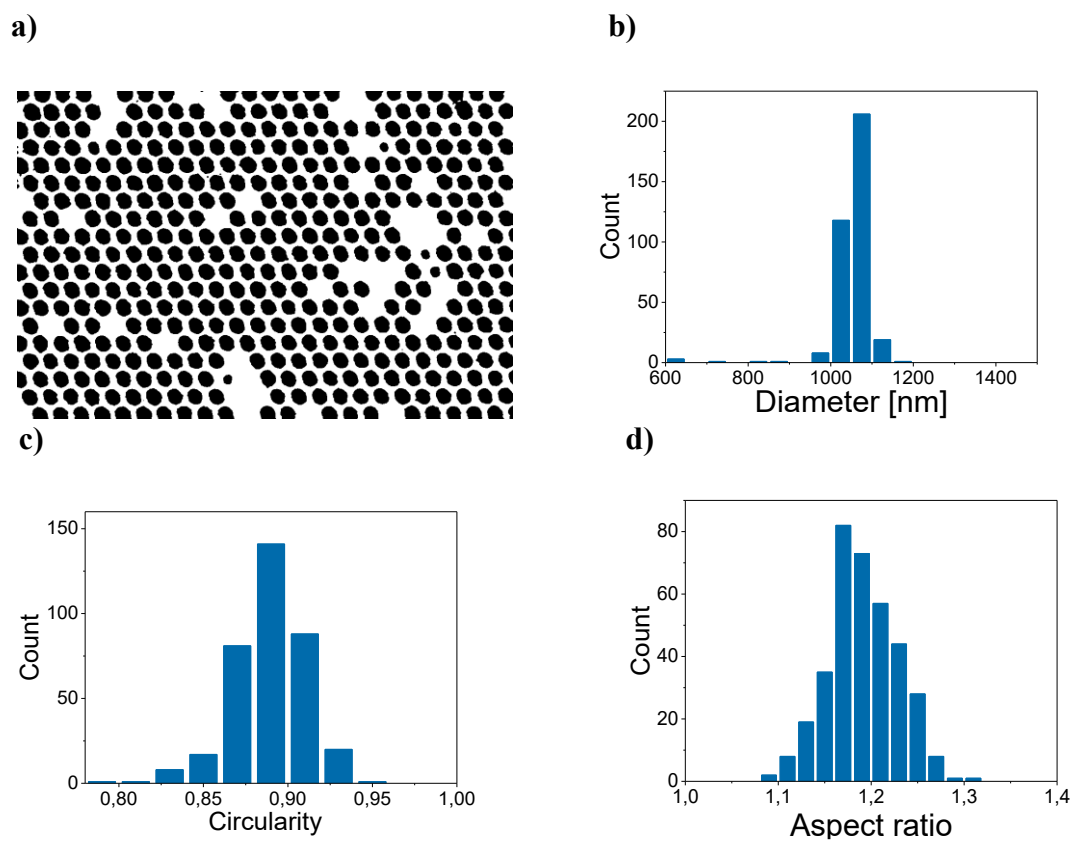 a)
b)
200
150
100
50
0
Count
600
800
1000
1200
1400
Diameter [nm]
c)
d)
150
100
50
0
Count
0,80
0,85
0,90
0,95
1,00
Circularity
80
60
40
20
0
Count
1,0
1,1
1,2
1,3
1,4
Aspect ratio